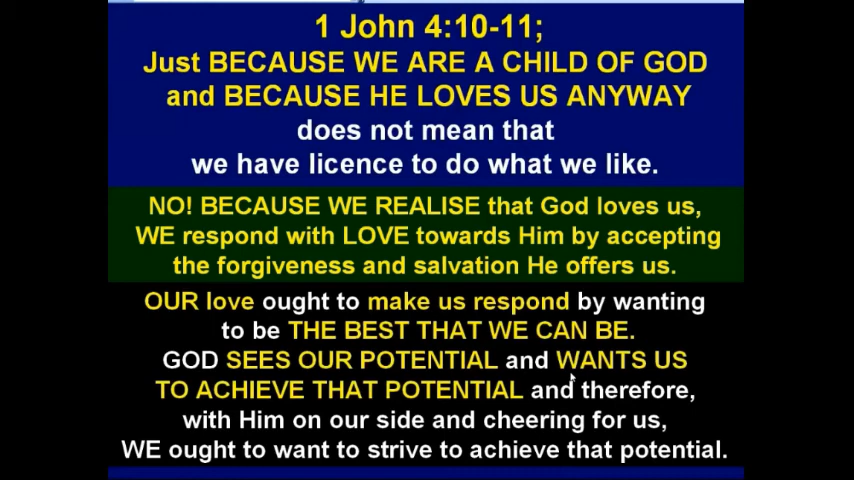 1 John 4:10-11;
Just BECAUSE WE ARE A CHILD OF GOD
and BECAUSE HE LOVES US ANYWAY
does not mean that
we have licence to do what we like.
NO! BECAUSE WE REALISE that God loves us,
WE respond with LOVE towards Him by accepting
the forgiveness and salvation He offers us.
OUR love ought to make us respond by wanting
to be THE BEST THAT WE CAN BE.
GOD SEES OUR POTENTIAL and WANTS US
TO ACHIEVE THAT POTENTIAL and therefore,
with Him on our side and cheering for us,
WE ought to want to strive to achieve that potential.